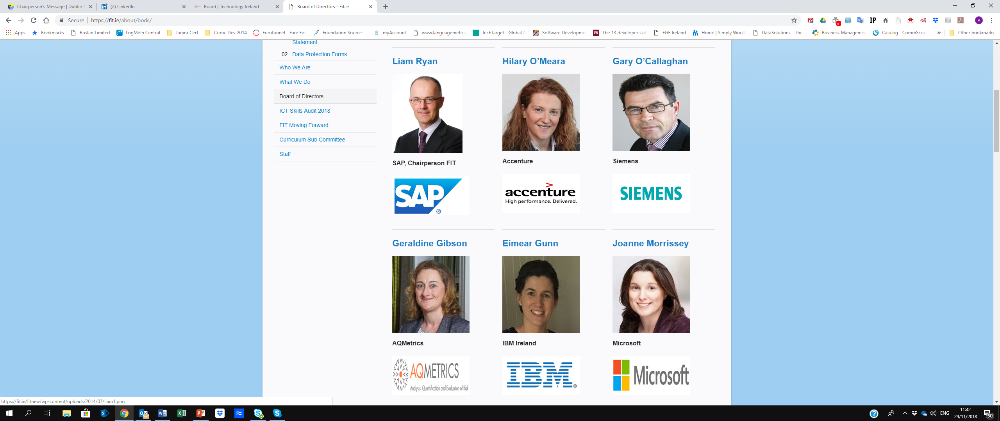 Chairperson's Message | Dublin
(2) LinkedIn
Board | Technology Ireland
Board of Directors - Fit.ie
Secure
https://fit.ie/about/bods/
IP
P
Apps
Bookmarks
Ruslan Limited
LogMeIn Central
Junior Cert
Curric Dev 2014
Eurotunnel - Fare Fin
Foundation Source -
myAccount
www.languagemetro
TechTarget - Global
Software Developme
IW
The 13 developer ski
EGF Ireland
Home | Simply Work
DataSolutions - The
Business Manageme
Catalog - CommScop
»
Other bookmarks
Statement
02. Data Protection Forms
Who We Are
What We Do
Board of Directors
ICT Skills Audit 2018
FIT Moving Forward
Curriculum Sub Committee
Staff
Liam Ryan
Hilary O’Meara
Gary O’Callaghan
SAP, Chairperson FIT
Accenture
Siemens
SAP
®
accenture
High performance. Delivered.
SIEMENS
Geraldine Gibson
Eimear Gunn
Joanne Morrissey
AQMetrics
IBM Ireland
Microsoft
AQMETRICS
Analysis, Quantification and Evaluation of Risk
IBM®
Microsoft
https://fit.ie/fitnew/wp-content/uploads/2014/07/liam1.png
ENG
11:42
29/11/2018
50